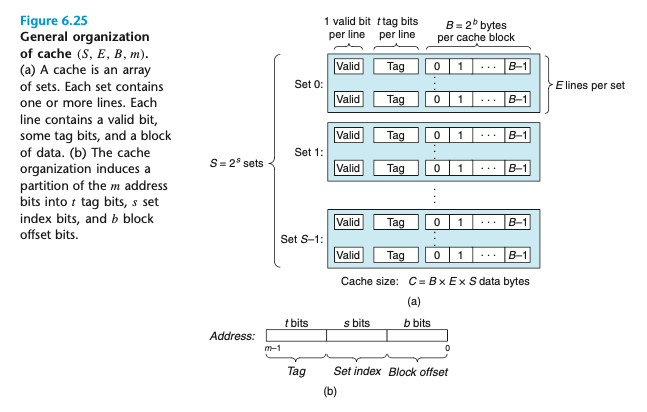 Figure 6.25
General organization
of cache (S, E, B, m).
(a) A cache is an array
of sets. Each set contains
one or more lines. Each
line contains a valid bit,
some tag bits, and a block
of data. (b) The cache
organization induces a
partition of the m address
bits into t tag bits, s set
index bits, and b block
offset bits.
1 valid bit
per line
t tag bits
per line
B = 2ᵇ bytes
per cache block
S = 2ˢ sets
Set 0:
Valid Tag 0 1 · · · B–1
Valid Tag 0 1 · · · B–1
E lines per set
Set 1:
Valid Tag 0 1 · · · B–1
Valid Tag 0 1 · · · B–1
Set S–1:
Valid Tag 0 1 · · · B–1
Valid Tag 0 1 · · · B–1
Cache size: C = B × E × S data bytes
(a)
t bits s bits b bits
Address:
m–1 0
Tag Set index Block offset
(b)